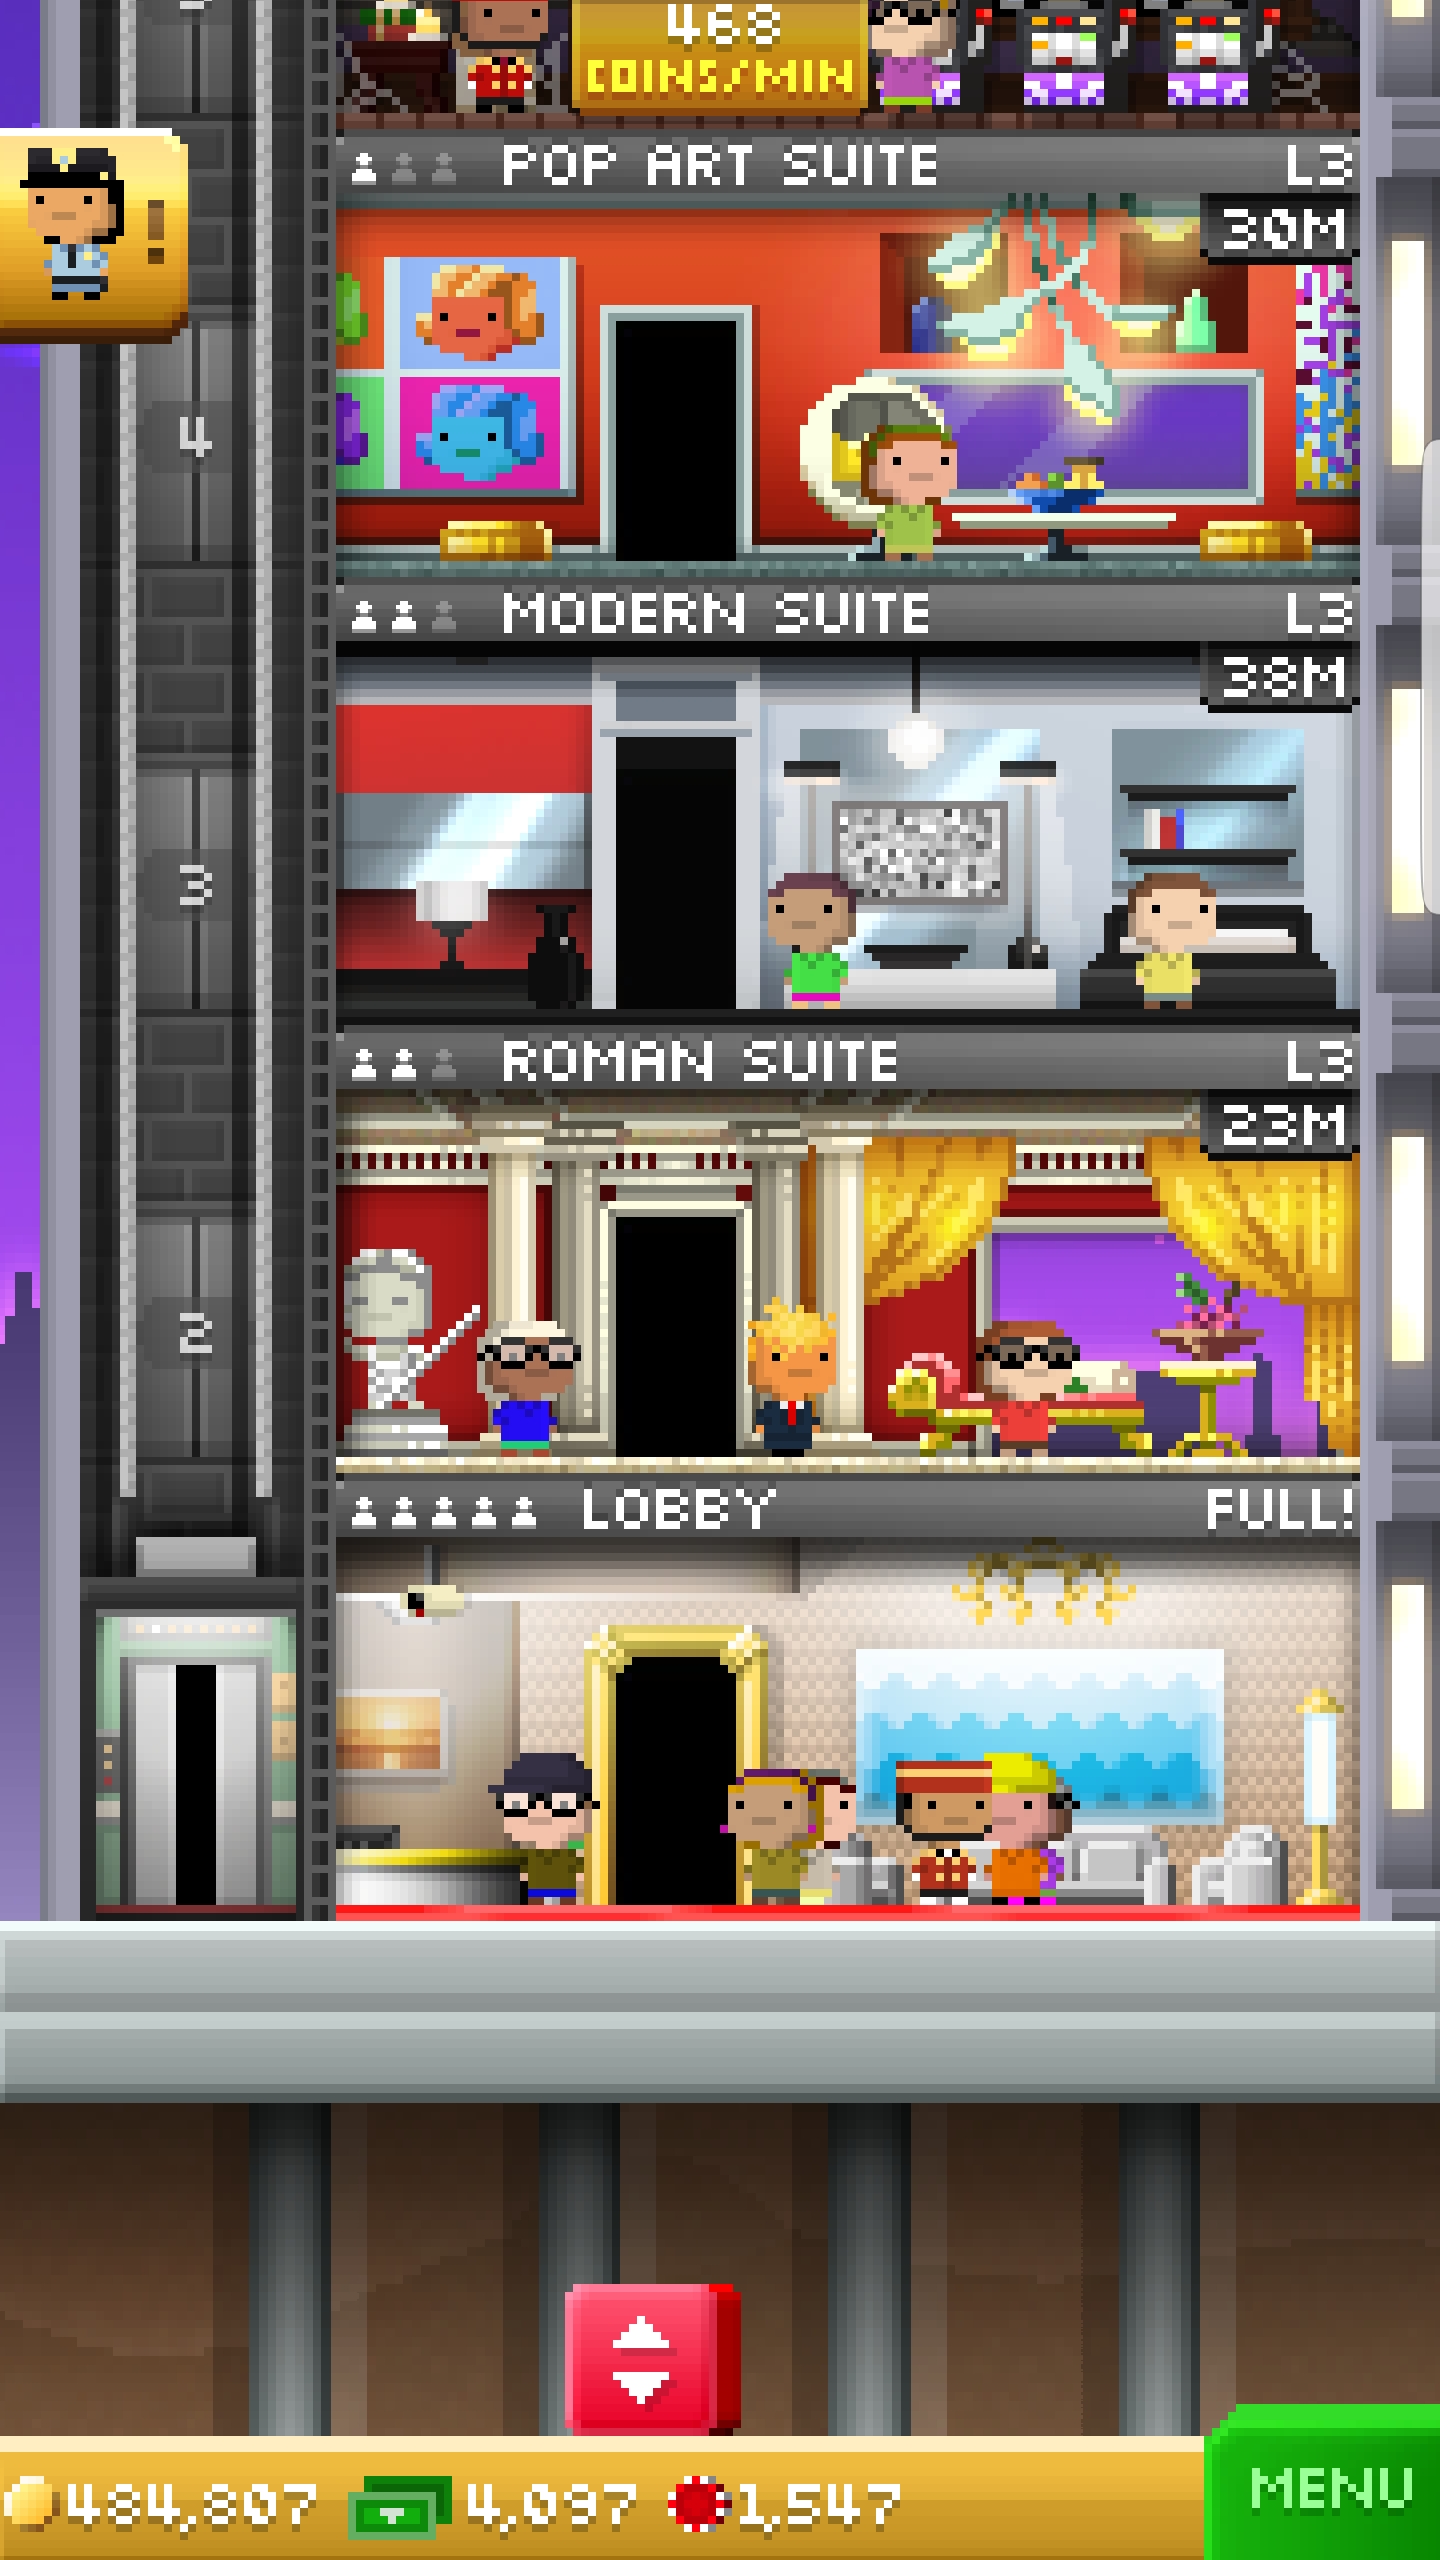 468
COINS/MIN
POP ART SUITE L3
30M
!
4
MODERN SUITE L3
38M
3
ROMAN SUITE L3
23M
2
LOBBY FULL!
484,807 4,097 1,547 MENU